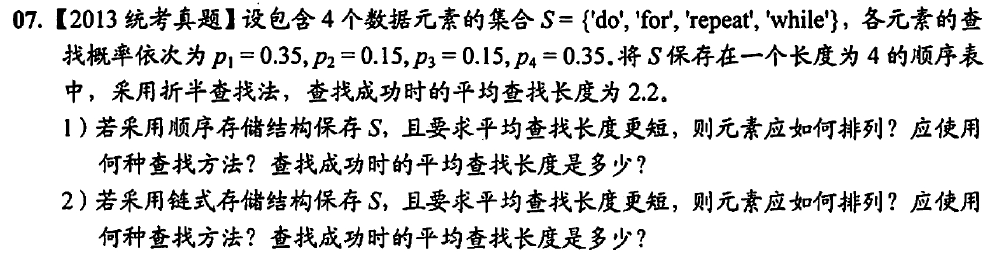 07.【2013 统考真题】设包含 4 个数据元素的集合 S = {'do', 'for', 'repeat', 'while'}，各元素的查
找概率依次为 p₁ = 0.35, p₂ = 0.15, p₃ = 0.15, p₄ = 0.35。将 S 保存在一个长度为 4 的顺序表
中，采用折半查找法，查找成功时的平均查找长度为 2.2。
1）若采用顺序存储结构保存 S，且要求平均查找长度更短，则元素应如何排列？应使用
何种查找方法？查找成功时的平均查找长度是多少？
2）若采用链式存储结构保存 S，且要求平均查找长度更短，则元素应如何排列？应使用
何种查找方法？查找成功时的平均查找长度是多少？